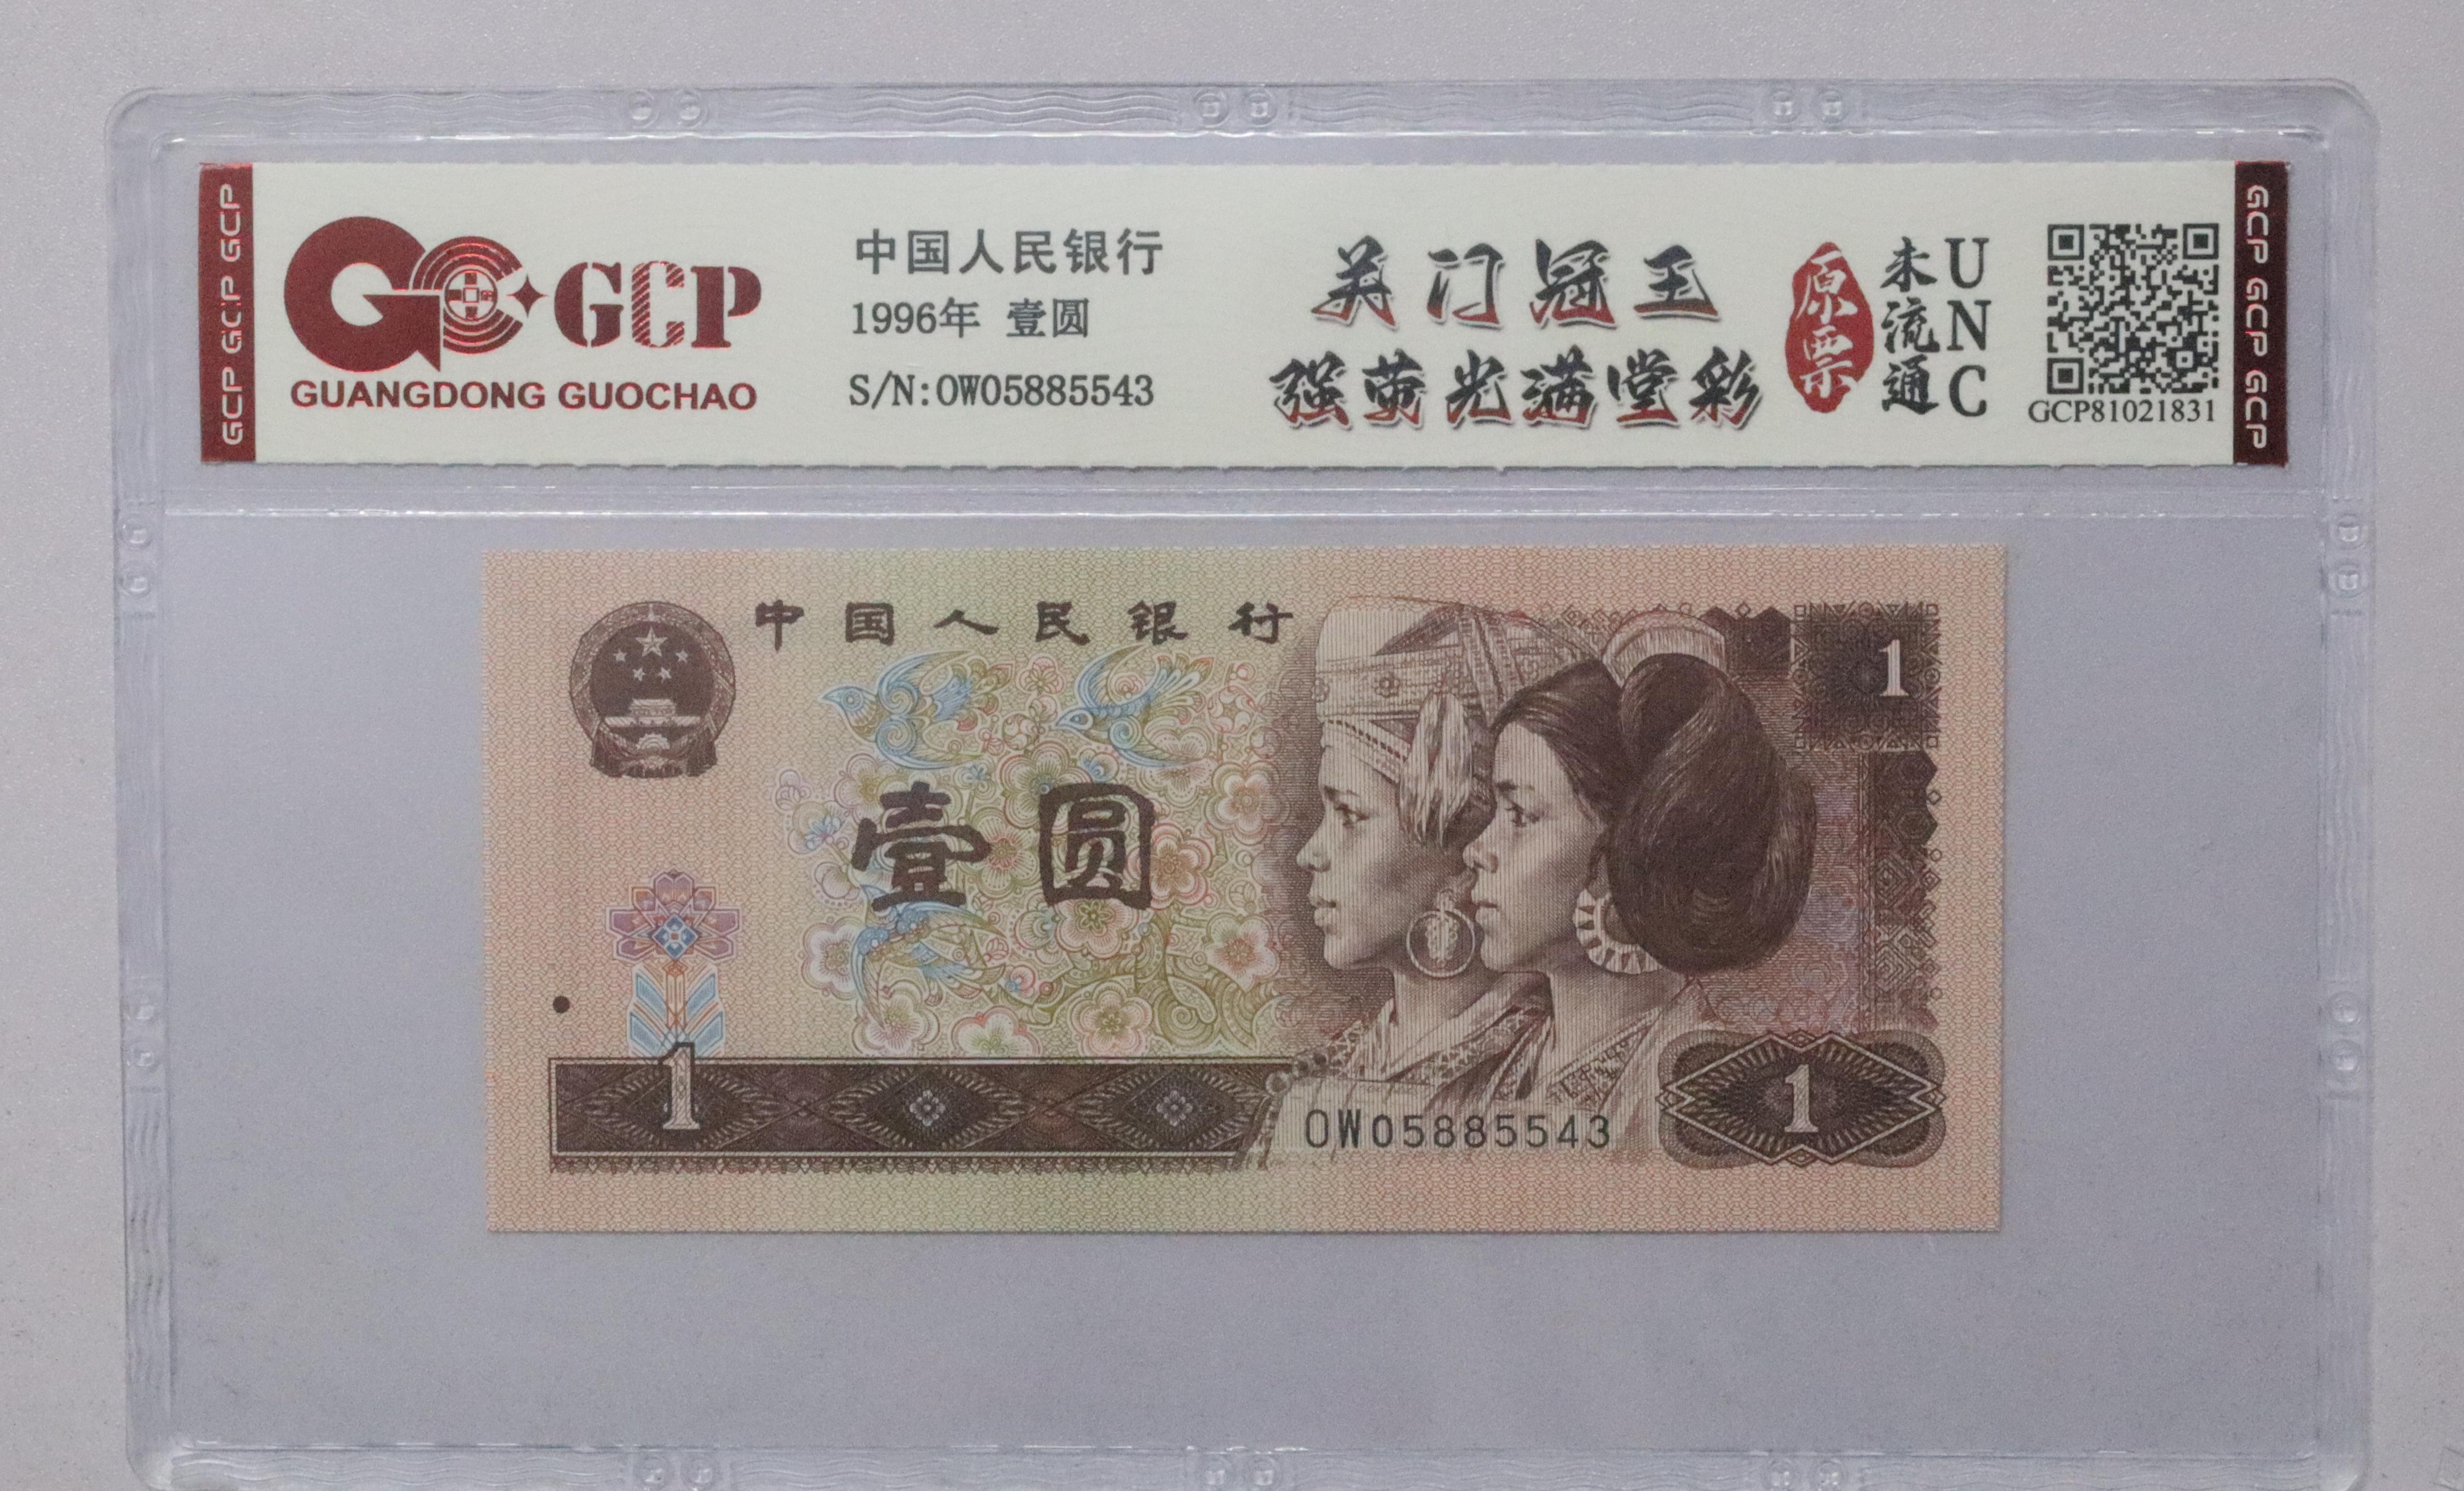 GCP GCP GCP
GCP
GUANGDONG GUOCHAO
中国人民银行
1996年 壹圆
S/N:OW05885543
关门冠王
强荧光满堂彩
原票
未流通
UNC
GCP81021831
GCP GCP GCP
中国人民银行
1
壹圆
1
OW05885543
1